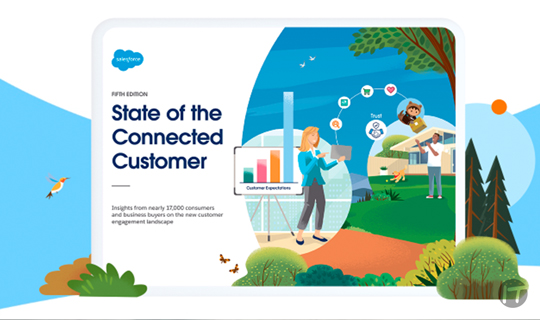 salesforce
FIFTH EDITION
State of the
Connected
Customer
Insights from nearly 17,000 consumers
and business buyers on the new customer
engagement landscape
Customer Expectations
Trust
IT